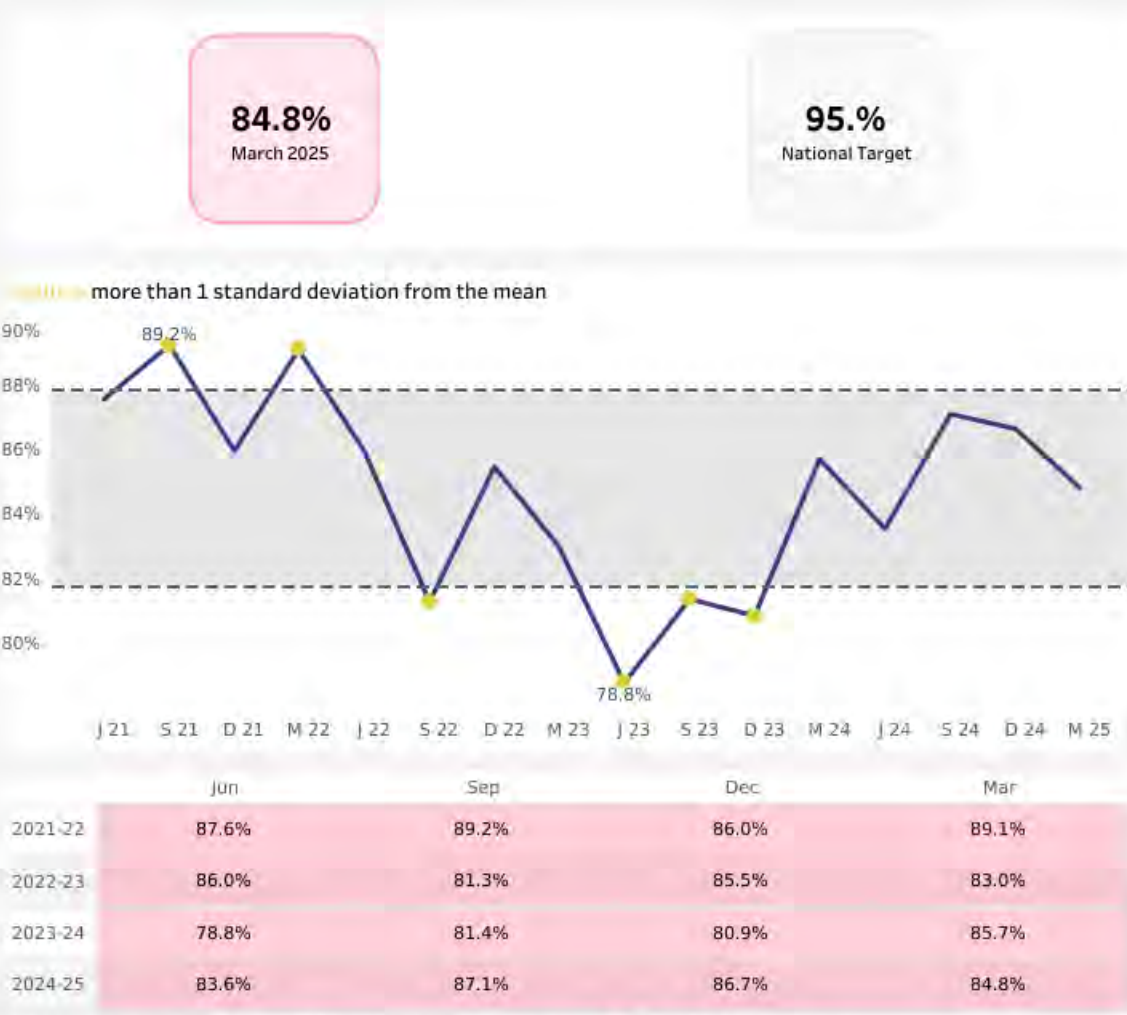 84.8%
March 2025
95.%
National Target
more than 1 standard deviation from the mean
90%
89.2%
88%
86%
84%
82%
80%
78.8%
J 21 S 21 D 21 M 22 J 22 S 22 D 22 M 23 J 23 S 23 D 23 M 24 J 24 S 24 D 24 M 25
Jun Sep Dec Mar
2021-22 87.6% 89.2% 86.0% 89.1%
2022-23 86.0% 81.3% 85.5% 83.0%
2023-24 78.8% 81.4% 80.9% 85.7%
2024-25 83.6% 87.1% 86.7% 84.8%